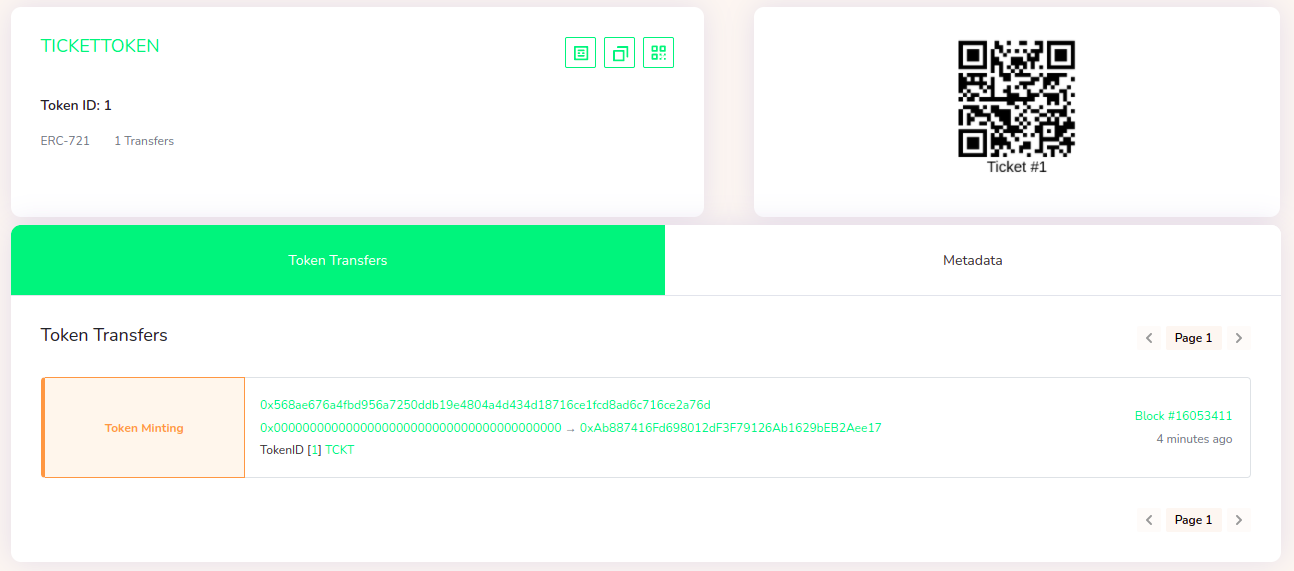 TICKETTOKEN
Token ID: 1
ERC-721 1 Transfers
Ticket #1
Token Transfers
Metadata
Token Transfers
Page 1
Token Minting
0x568ae676a4fbd956a7250ddb19e4804a4d434d18716ce1fcd8ad6c716ce2a76d
0x0000000000000000000000000000000000000000 → 0xAb887416Fd698012dF3F79126Ab1629bEB2Aee17
TokenID [1] TCKT
Block #16053411
4 minutes ago
Page 1